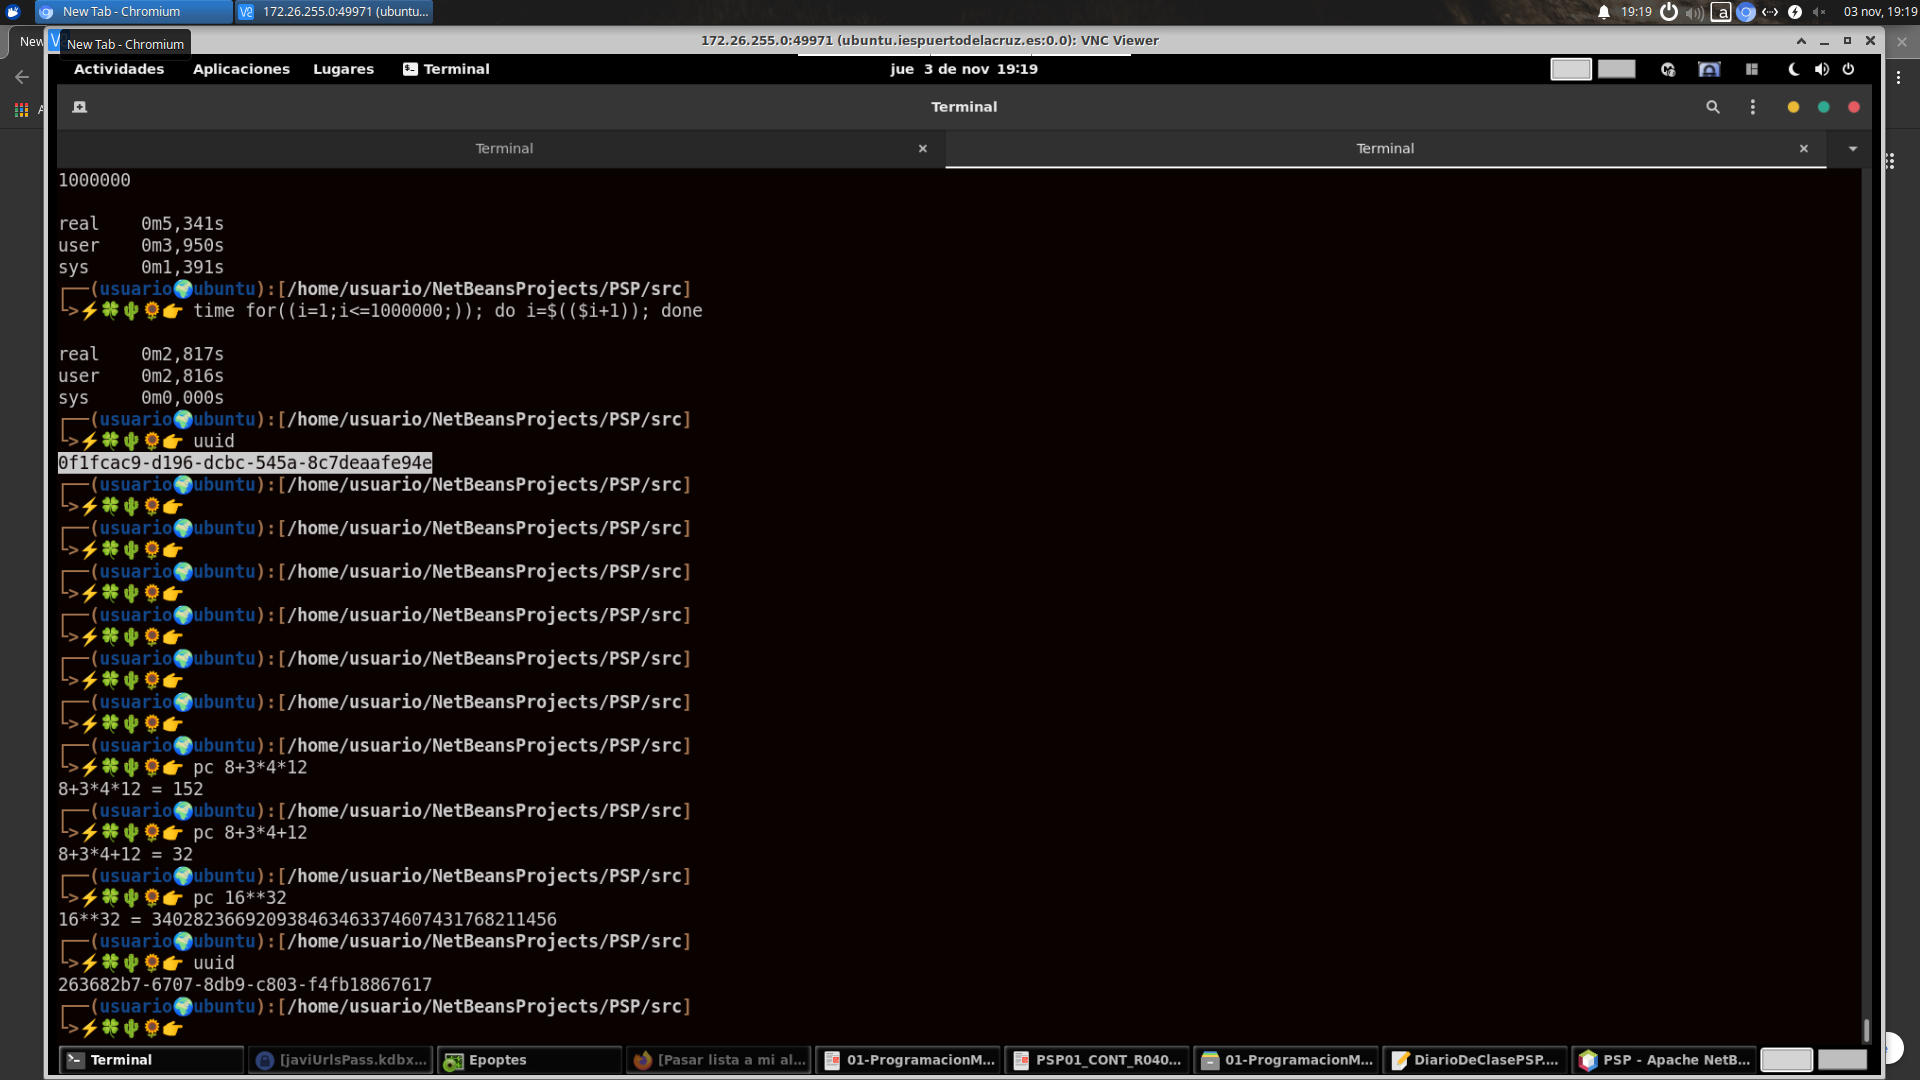 New Tab - Chromium
172.26.255.0:49971 (ubuntu...
19:19
a
03 nov, 19:19
New
New Tab - Chromium
172.26.255.0:49971 (ubuntu.iespuertodelacruz.es:0.0): VNC Viewer
Actividades Aplicaciones Lugares Terminal jue 3 de nov 19:19
Terminal
Terminal Terminal
1000000
real 0m5,341s
user 0m3,950s
sys 0m1,391s
(usuario🌍ubuntu):[/home/usuario/NetBeansProjects/PSP/src]
└>⚡🍀🌵🌻👉 time for((i=1;i<=1000000;)); do i=$(($i+1)); done
real 0m2,817s
user 0m2,816s
sys 0m0,000s
(usuario🌍ubuntu):[/home/usuario/NetBeansProjects/PSP/src]
└>⚡🍀🌵🌻👉 uuid
0f1fcac9-d196-dcbc-545a-8c7deaafe94e
(usuario🌍ubuntu):[/home/usuario/NetBeansProjects/PSP/src]
└>⚡🍀🌵🌻👉
(usuario🌍ubuntu):[/home/usuario/NetBeansProjects/PSP/src]
└>⚡🍀🌵🌻👉
(usuario🌍ubuntu):[/home/usuario/NetBeansProjects/PSP/src]
└>⚡🍀🌵🌻👉
(usuario🌍ubuntu):[/home/usuario/NetBeansProjects/PSP/src]
└>⚡🍀🌵🌻👉
(usuario🌍ubuntu):[/home/usuario/NetBeansProjects/PSP/src]
└>⚡🍀🌵🌻👉
(usuario🌍ubuntu):[/home/usuario/NetBeansProjects/PSP/src]
└>⚡🍀🌵🌻👉
(usuario🌍ubuntu):[/home/usuario/NetBeansProjects/PSP/src]
└>⚡🍀🌵🌻👉 pc 8+3*4*12
8+3*4*12 = 152
(usuario🌍ubuntu):[/home/usuario/NetBeansProjects/PSP/src]
└>⚡🍀🌵🌻👉 pc 8+3*4+12
8+3*4+12 = 32
(usuario🌍ubuntu):[/home/usuario/NetBeansProjects/PSP/src]
└>⚡🍀🌵🌻👉 pc 16**32
16**32 = 340282366920938463463374607431768211456
(usuario🌍ubuntu):[/home/usuario/NetBeansProjects/PSP/src]
└>⚡🍀🌵🌻👉 uuid
263682b7-6707-8db9-c803-f4fb18867617
(usuario🌍ubuntu):[/home/usuario/NetBeansProjects/PSP/src]
└>⚡🍀🌵🌻👉
Terminal [javiUrlsPass.kdbx... Epoptes [Pasar lista a mi al... 01-ProgramacionM... PSP01_CONT_R040... 01-ProgramacionM... DiarioDeClasePSP.... PSP - Apache NetB...